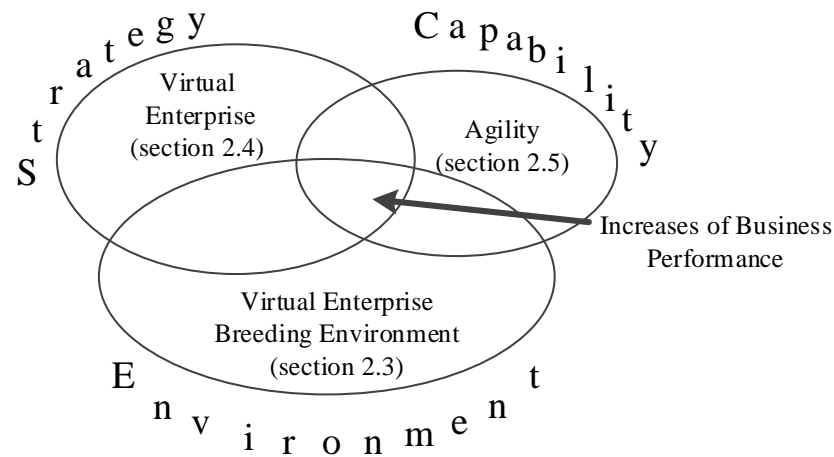 Strategy
Capability
Virtual
Enterprise
(section 2.4)
Agility
(section 2.5)
Increases of Business
Performance
Virtual Enterprise
Breeding Environment
(section 2.3)
Environment